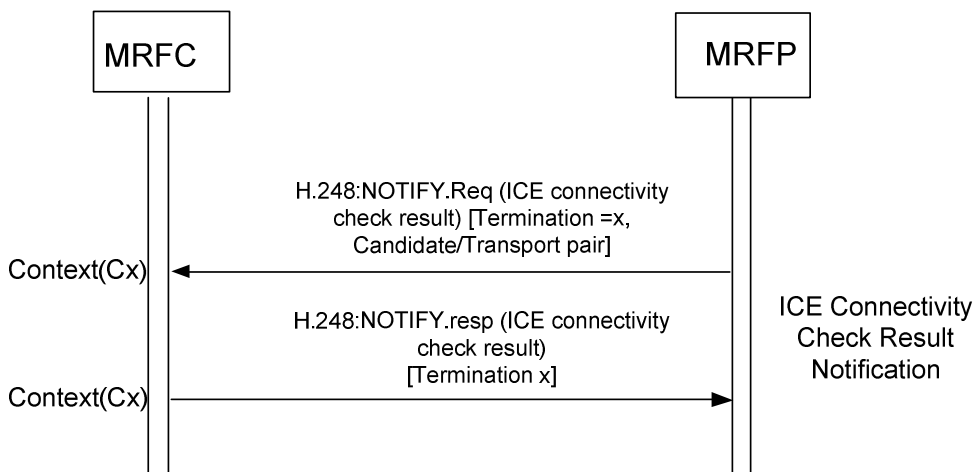 MRFC
MRFP
H.248:NOTIFY.Req (ICE connectivity
check result) [Termination =x,
Candidate/Transport pair]
Context(Cx)
H.248:NOTIFY.resp (ICE connectivity
check result)
[Termination x]
Context(Cx)
ICE Connectivity
Check Result
Notification